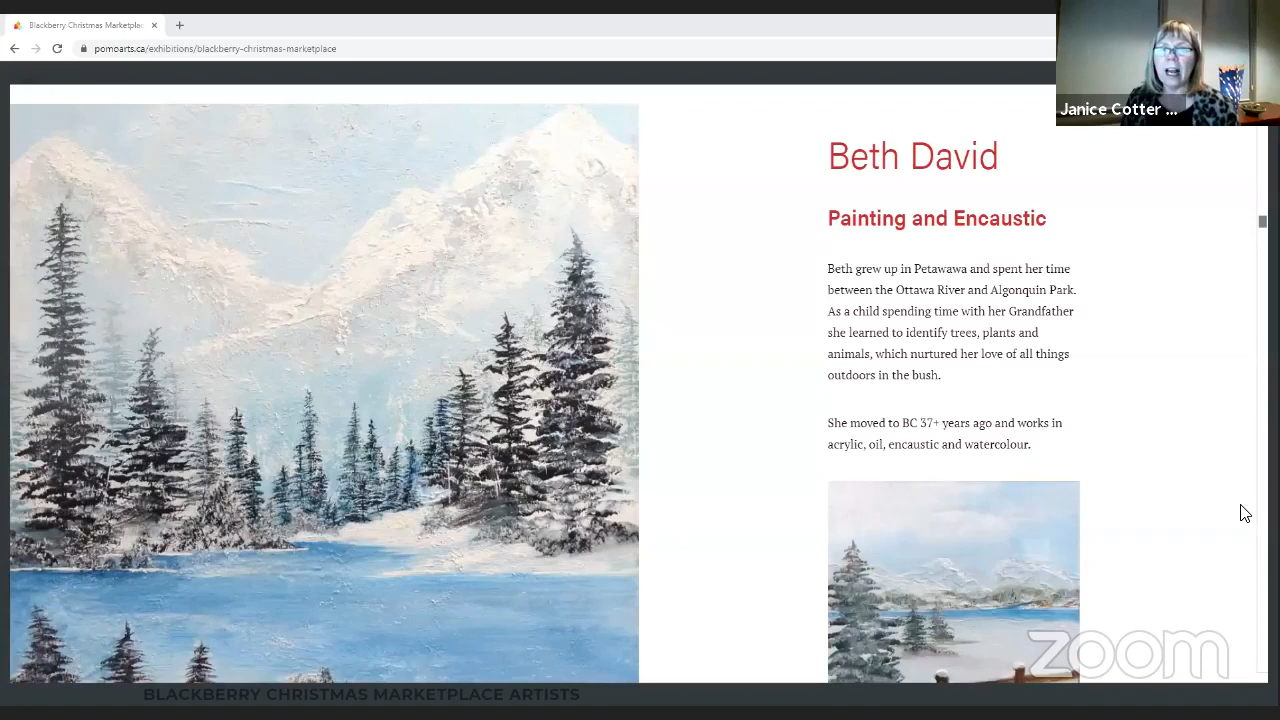 Blackberry Christmas Marketplac
pomoarts.ca/exhibitions/blackberry-christmas-marketplace
Janice Cotter ...
Beth David
Painting and Encaustic
Beth grew up in Petawawa and spent her time
between the Ottawa River and Algonquin Park.
As a child spending time with her Grandfather
she learned to identify trees, plants and
animals, which nurtured her love of all things
outdoors in the bush.
She moved to BC 37+ years ago and works in
acrylic, oil, encaustic and watercolour.
zoom
BLACKBERRY CHRISTMAS MARKETPLACE ARTISTS